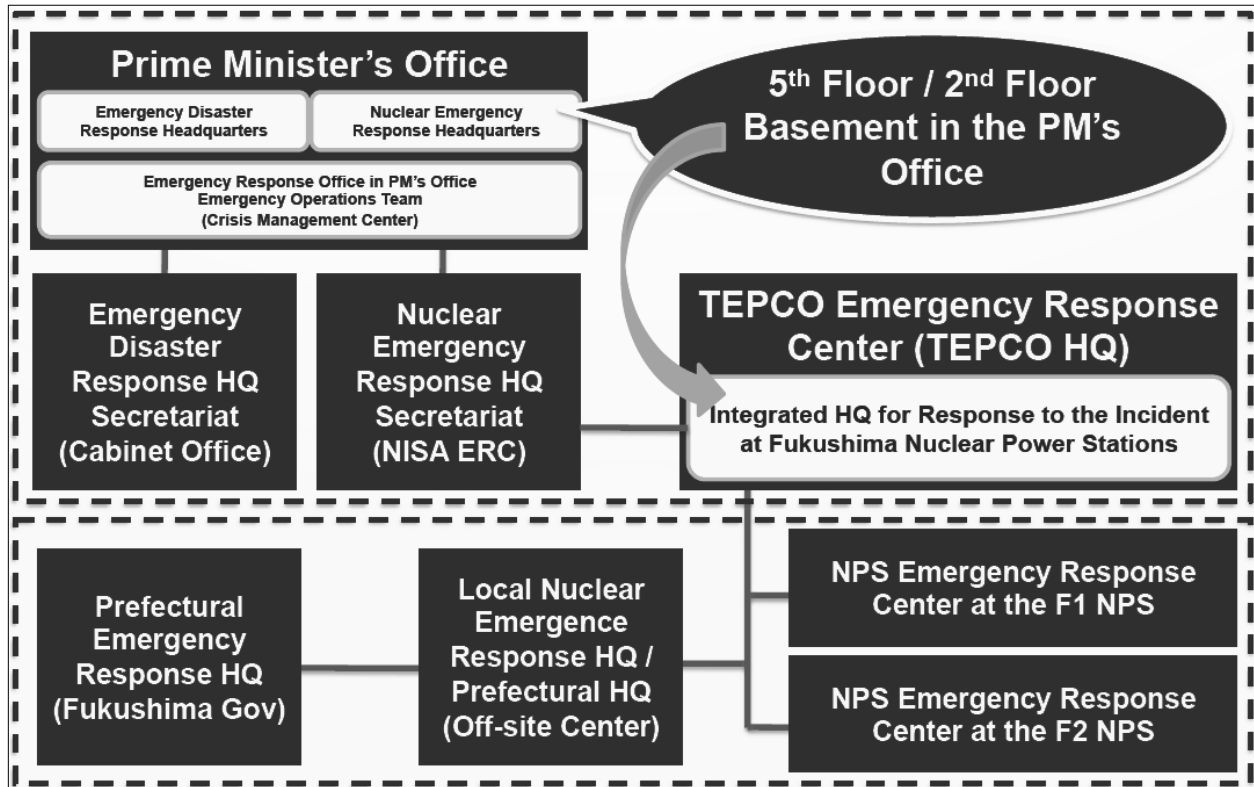 Prime Minister's Office
Emergency Disaster
Response Headquarters
Nuclear Emergency
Response Headquarters
Emergency Response Office in PM's Office
Emergency Operations Team
(Crisis Management Center)
5th Floor / 2nd Floor
Basement in the PM's
Office
Emergency
Disaster
Response HQ
Secretariat
(Cabinet Office)
Nuclear
Emergency
Response HQ
Secretariat
(NISA ERC)
TEPCO Emergency Response
Center (TEPCO HQ)
Integrated HQ for Response to the Incident
at Fukushima Nuclear Power Stations
Prefectural
Emergency
Response HQ
(Fukushima Gov)
Local Nuclear
Emergence
Response HQ /
Prefectural HQ
(Off-site Center)
NPS Emergency Response
Center at the F1 NPS
NPS Emergency Response
Center at the F2 NPS